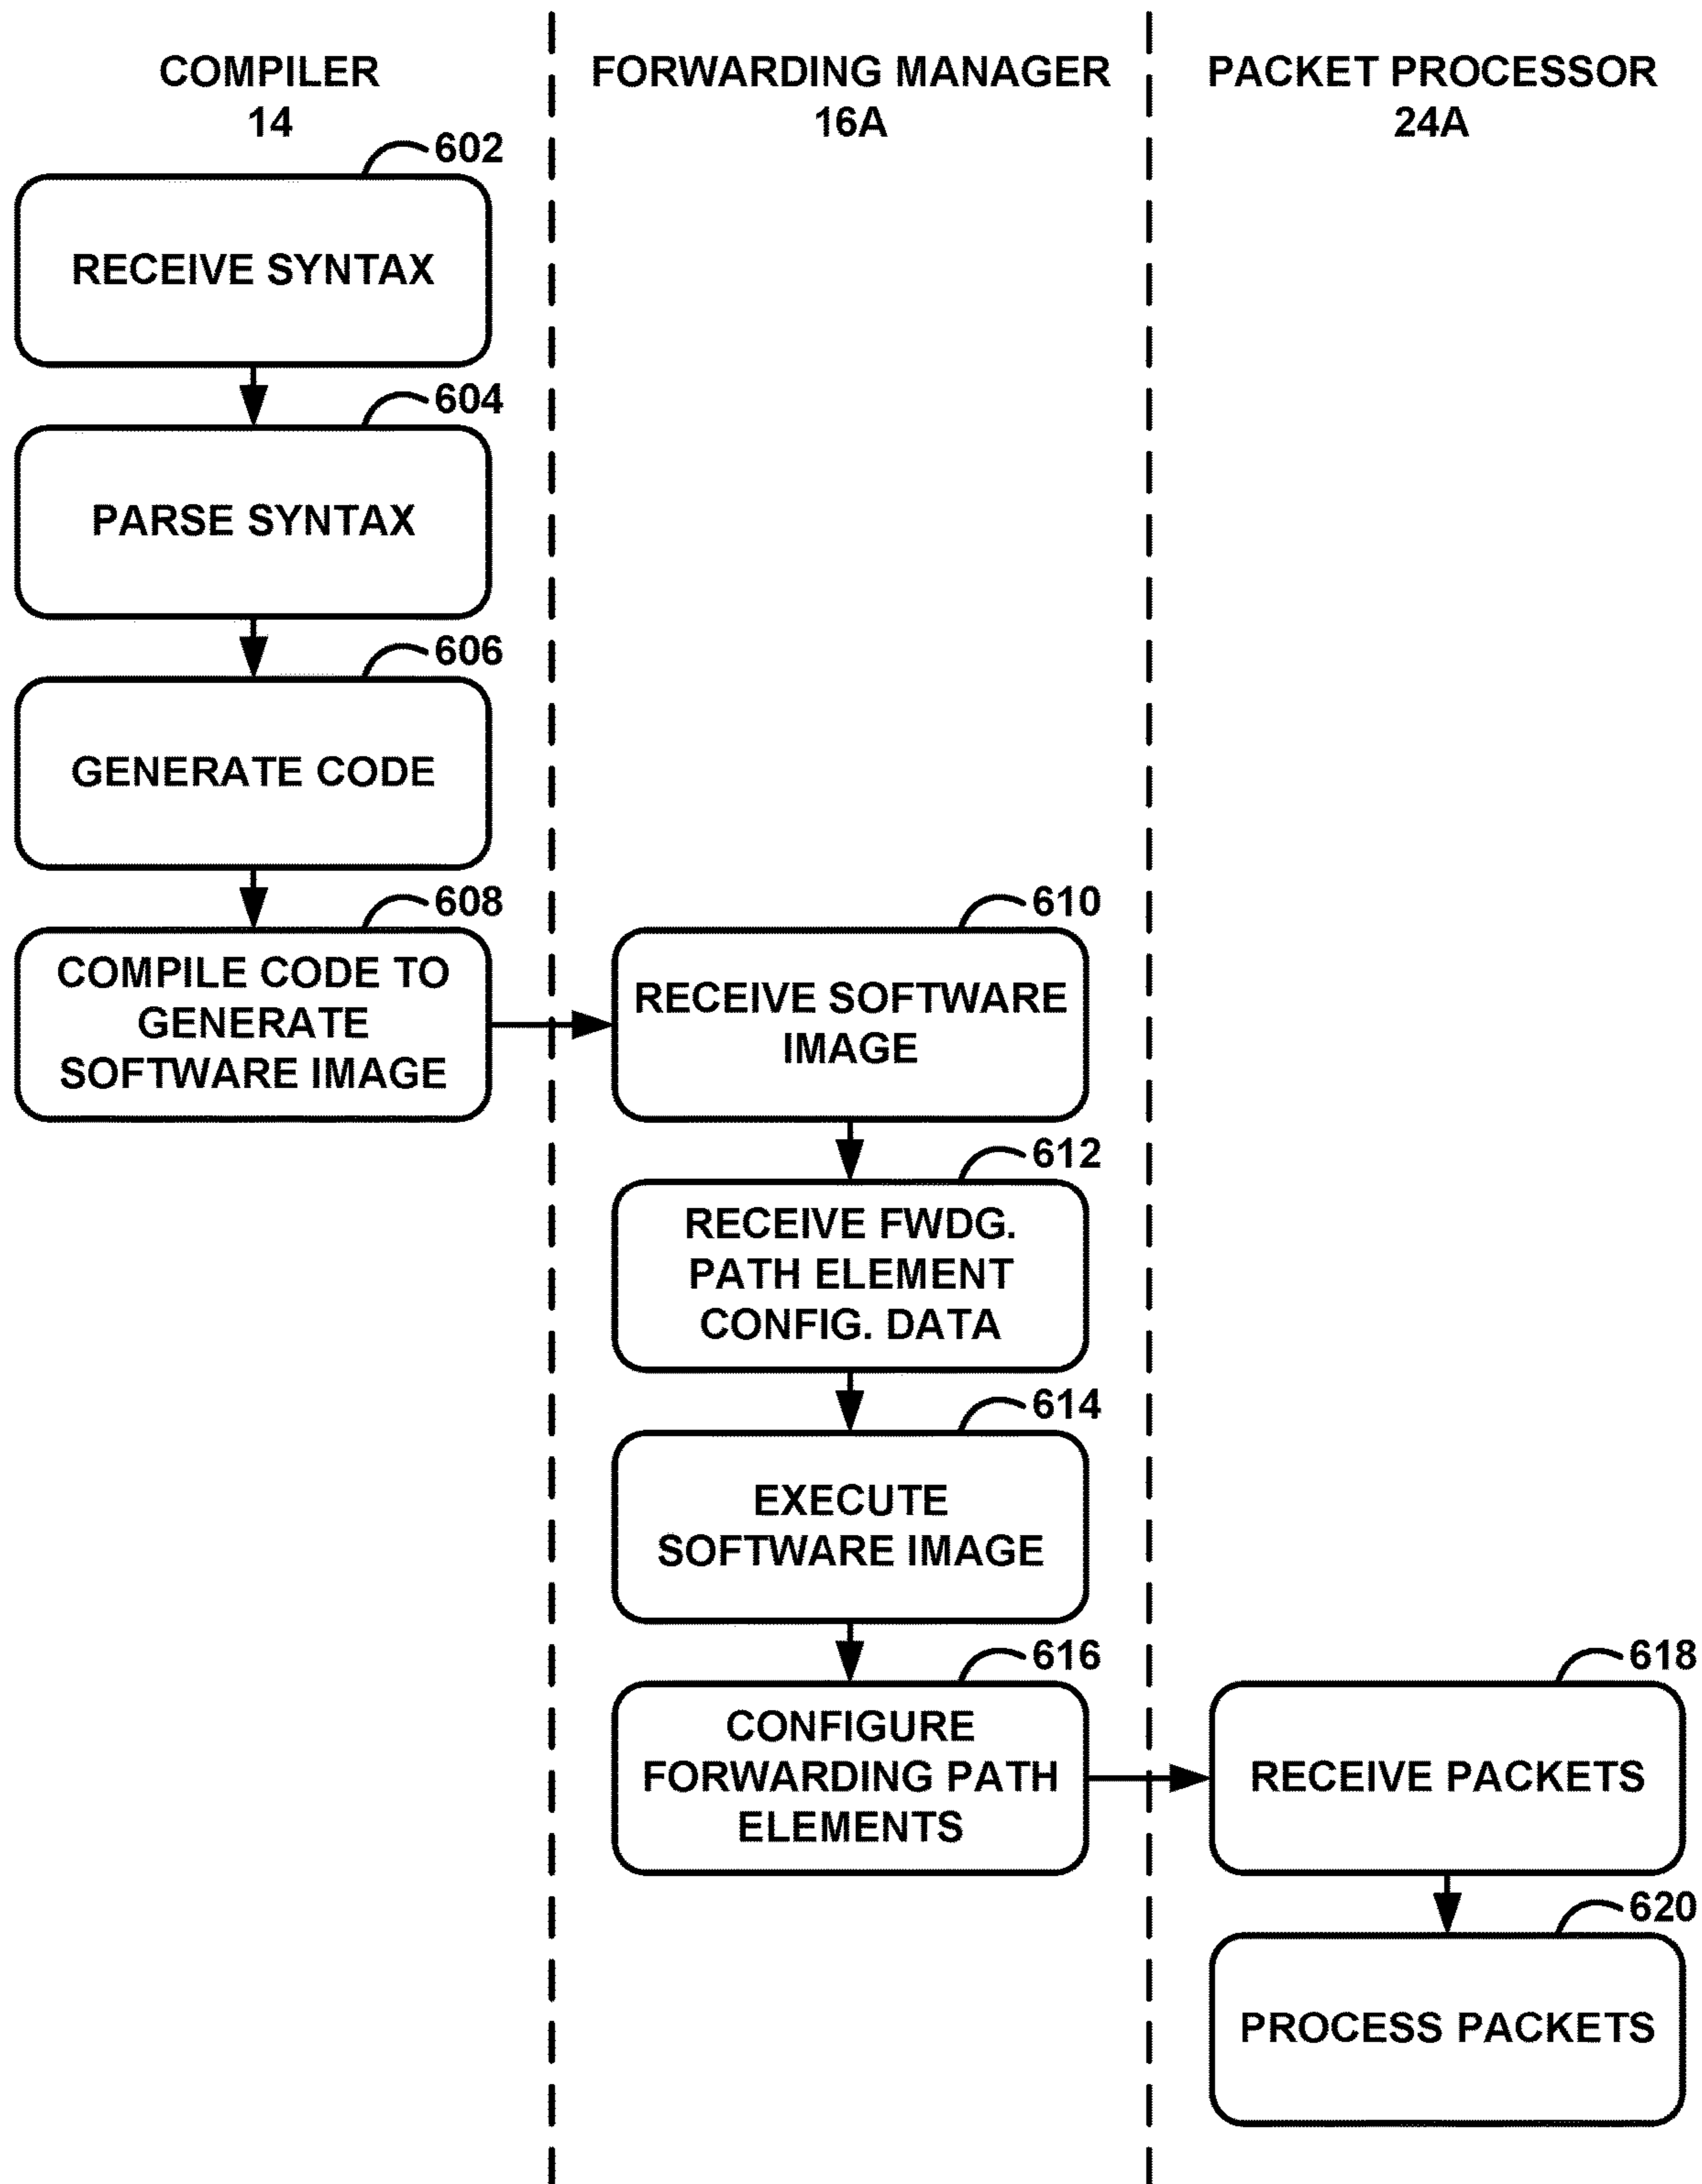 COMPILER
14
FORWARDING MANAGER
16A
PACKET PROCESSOR
24A
602
RECEIVE SYNTAX
604
PARSE SYNTAX
606
GENERATE CODE
608
COMPILE CODE TO
GENERATE
SOFTWARE IMAGE
610
RECEIVE SOFTWARE
IMAGE
612
RECEIVE FWDG.
PATH ELEMENT
CONFIG. DATA
614
EXECUTE
SOFTWARE IMAGE
616
CONFIGURE
FORWARDING PATH
ELEMENTS
618
RECEIVE PACKETS
620
PROCESS PACKETS